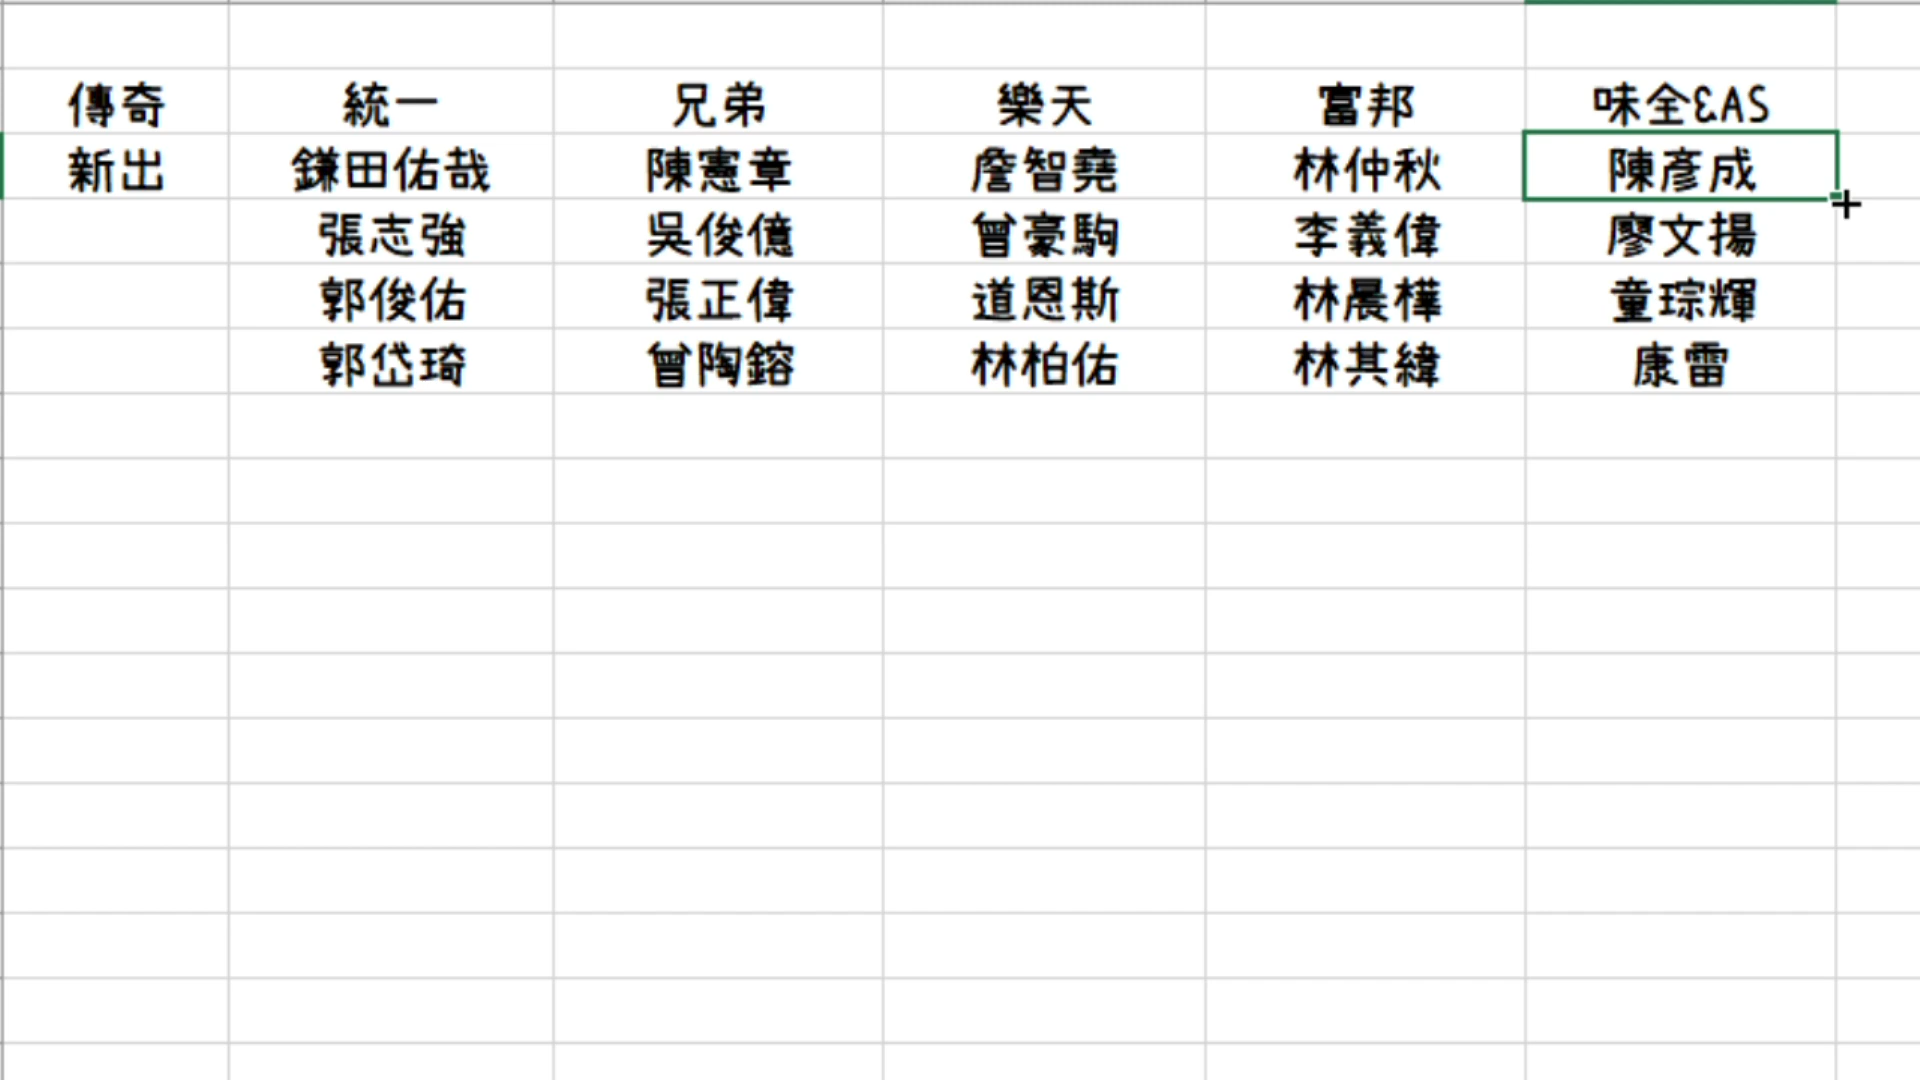 傳奇 統一 兄弟 樂天 富邦 味全&AS
新出 鎌田佑哉 陳憲章 詹智堯 林仲秋 陳彥成
張志強 吳俊億 曾豪駒 李義偉 廖文揚
郭俊佑 張正偉 道恩斯 林晨樺 童琮輝
郭岱琦 曾陶鎔 林柏佑 林其緯 康雷